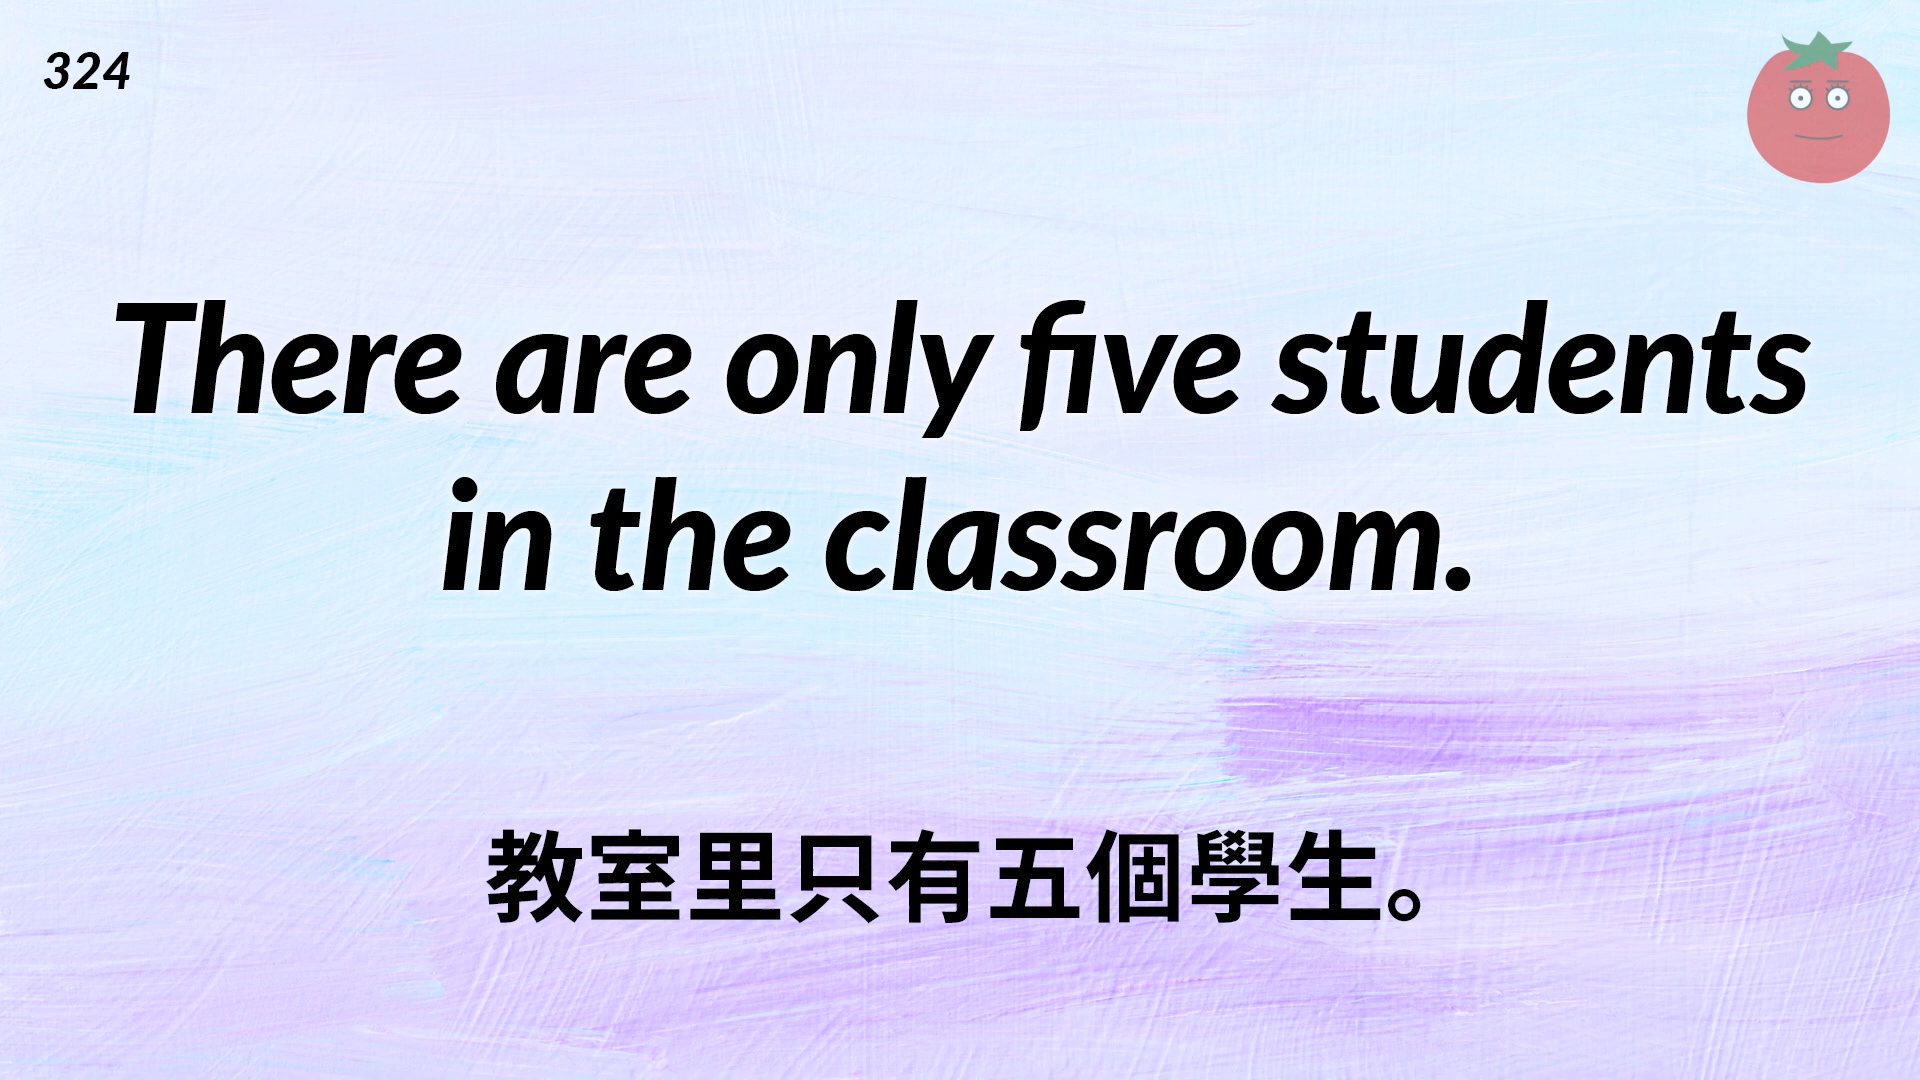 324
There are only five students
in the classroom.
教室里只有五個學生。